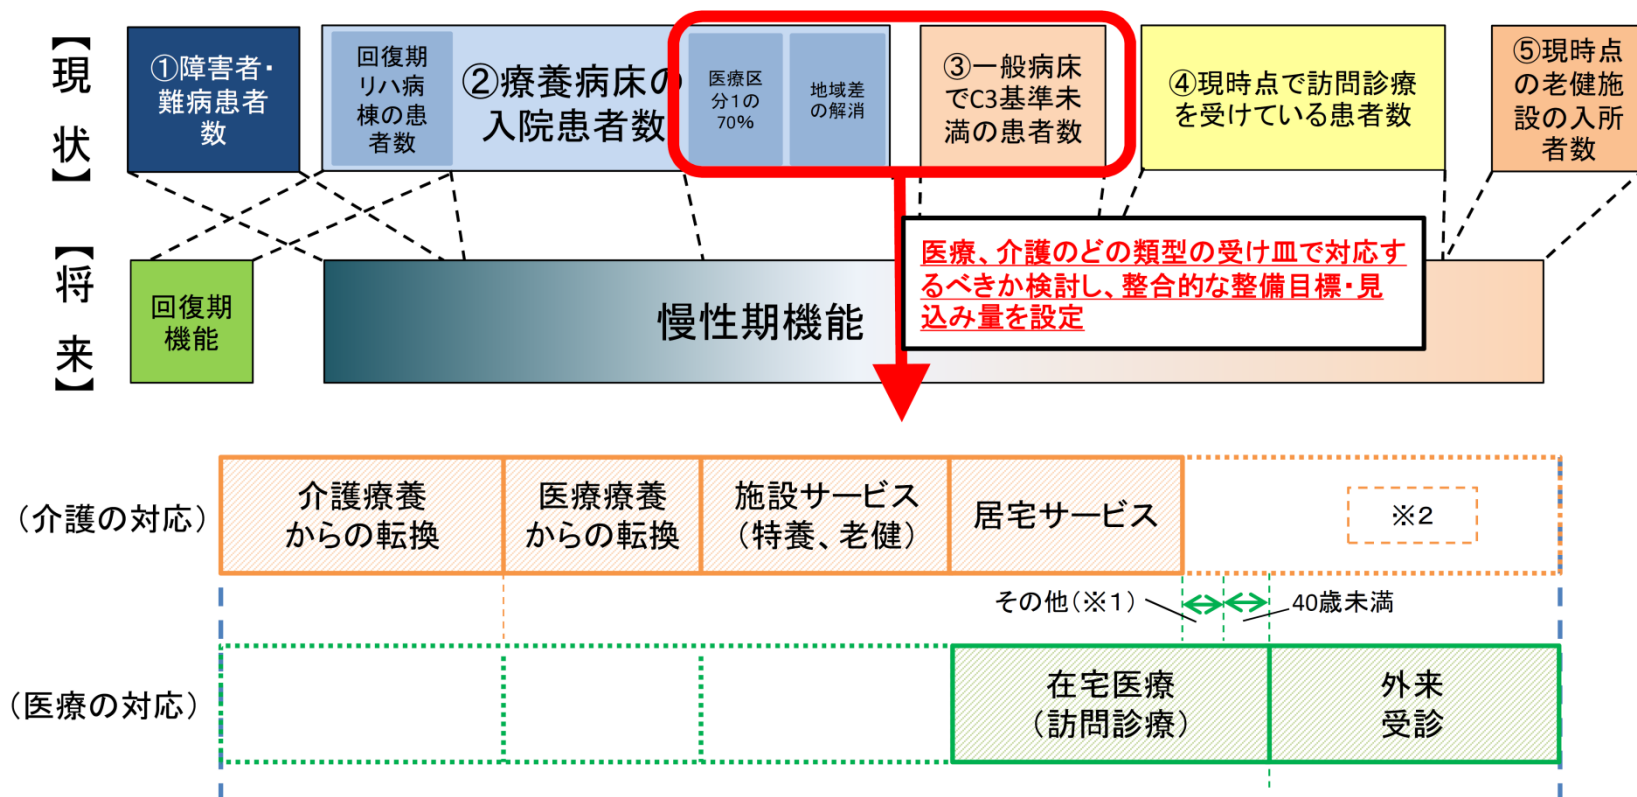 【現状】
①障害者・
難病患者
数
回復期
リハ病
棟の患
者数
②療養病床の
入院患者数
医療区
分1の
70%
地域差
の解消
③一般病床
でC3基準未
満の患者数
④現時点で訪問診療
を受けている患者数
⑤現時点
の老健施
設の入所
者数
【将来】
回復期
機能
慢性期機能
医療、介護のどの類型の受け皿で対応す
るべきか検討し、整合的な整備目標・見
込み量を設定
（介護の対応）
介護療養
からの転換
医療療養
からの転換
施設サービス
（特養、老健）
居宅サービス
※2
その他（※1）
40歳未満
（医療の対応）
在宅医療
（訪問診療）
外来
受診